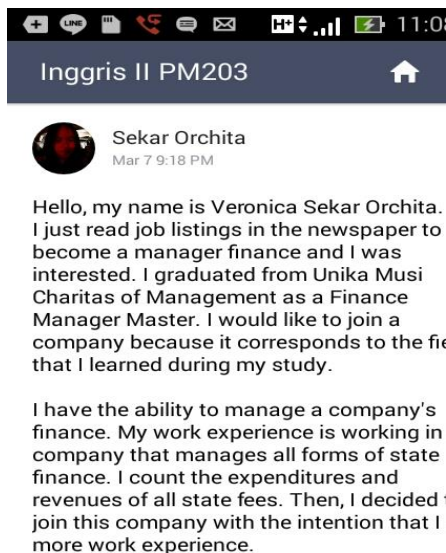 LINE
H+
11:08
Inggris II PM203
Sekar Orchita
Mar 7 9:18 PM
Hello, my name is Veronica Sekar Orchita.
I just read job listings in the newspaper to
become a manager finance and I was
interested. I graduated from Unika Musi
Charitas of Management as a Finance
Manager Master. I would like to join a
company because it corresponds to the
that I learned during my study.
I have the ability to manage a company's
finance. My work experience is working in
company that manages all forms of state
finance. I count the expenditures and
revenues of all state fees. Then, I decided
join this company with the intention that I
more work experience.